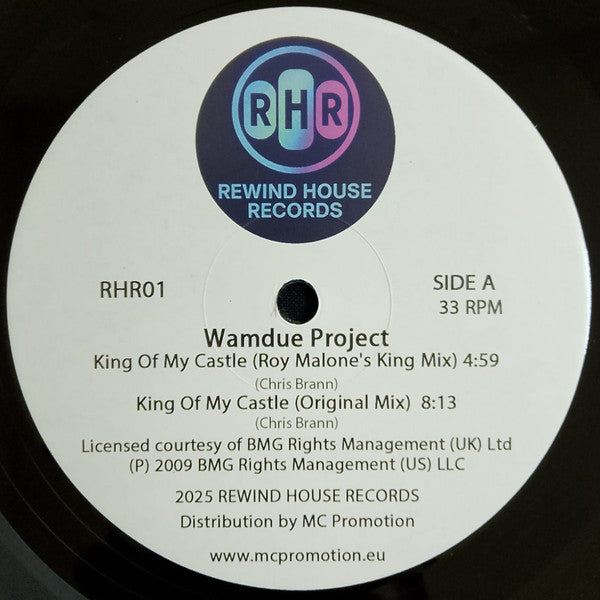 RHR
REWIND HOUSE
RECORDS
RHR01
SIDE A
33 RPM
Wamdue Project
King Of My Castle (Roy Malone's King Mix) 4:59
(Chris Brann)
King Of My Castle (Original Mix) 8:13
(Chris Brann)
Licensed courtesy of BMG Rights Management (UK) Ltd
(P) 2009 BMG Rights Management (US) LLC
2025 REWIND HOUSE RECORDS
Distribution by MC Promotion
www.mcpromotion.eu